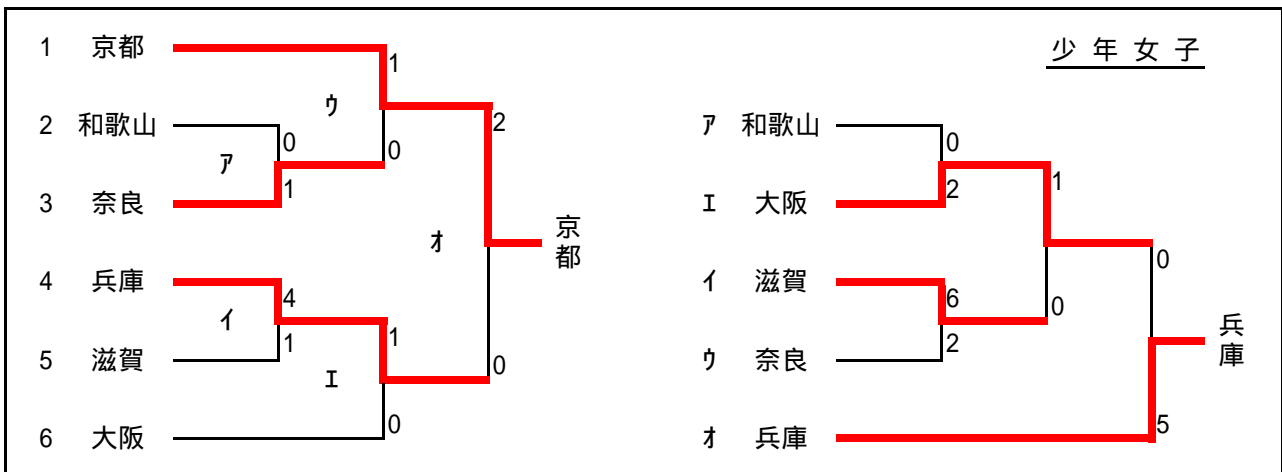 少年女子
1 京都
1
ｳ
2
2 和歌山
0
0
ｱ
1
3 奈良
ｵ
京都
4 兵庫
4
ｲ
1
1
0
5 滋賀
ｴ
6 大阪
0
ｱ 和歌山
0
1
ｴ 大阪
2
0
ｲ 滋賀
6
0
兵庫
ｳ 奈良
2
ｵ 兵庫
5